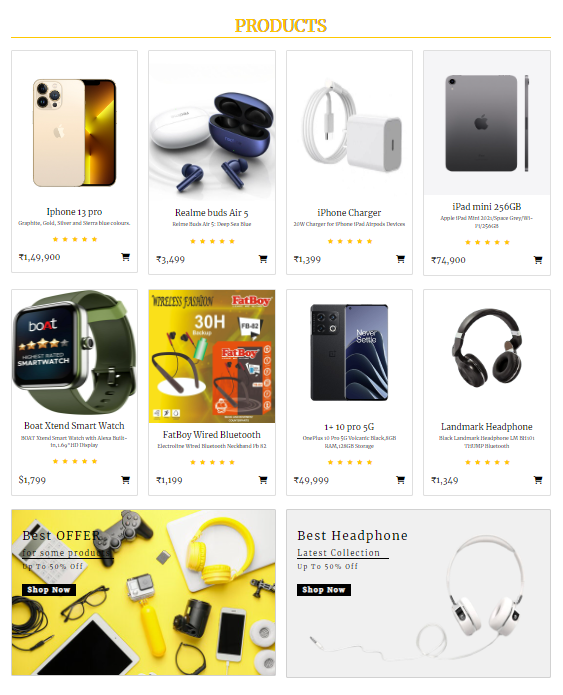 PRODUCTS
Iphone 13 pro
Graphite, Gold, Silver and Sierra blue colours.
₹1,49,900
Realme buds Air 5
Relme Buds Air 5: Deep Sea Blue
₹3,499
iPhone Charger
20W Charger for iPhone iPad Airpods Devices
₹1,399
iPad mini 256GB
Apple iPad Mini 2021/Space Grey/Wi-
Fi/256GB
₹74,900
boAt
HIGHEST RATED
SMARTWATCH
Boat Xtend Smart Watch
BOAT Xtend Smart Watch with Alexa Built-
in,1.69" HD Display
$1,799
WIRELESS FASHION
FatBoy
30H
Backup
FB-82
FatBoy
FatBoy Wired Bluetooth
Electroline Wired Bluetooth Neckband Fb 82
₹1,199
Never
Settle
1+ 10 pro 5G
OnePlus 10 Pro 5G Volcanic Black,8GB
RAM,128GB Storage
₹49,999
Landmark Headphone
Black Landmark Headphone LM BH101
THUMP Bluetooth
₹1,349
Best OFFER
for some products
Up To 50% Off
Shop Now
Best Headphone
Latest Collection
Up To 50% Off
Shop Now